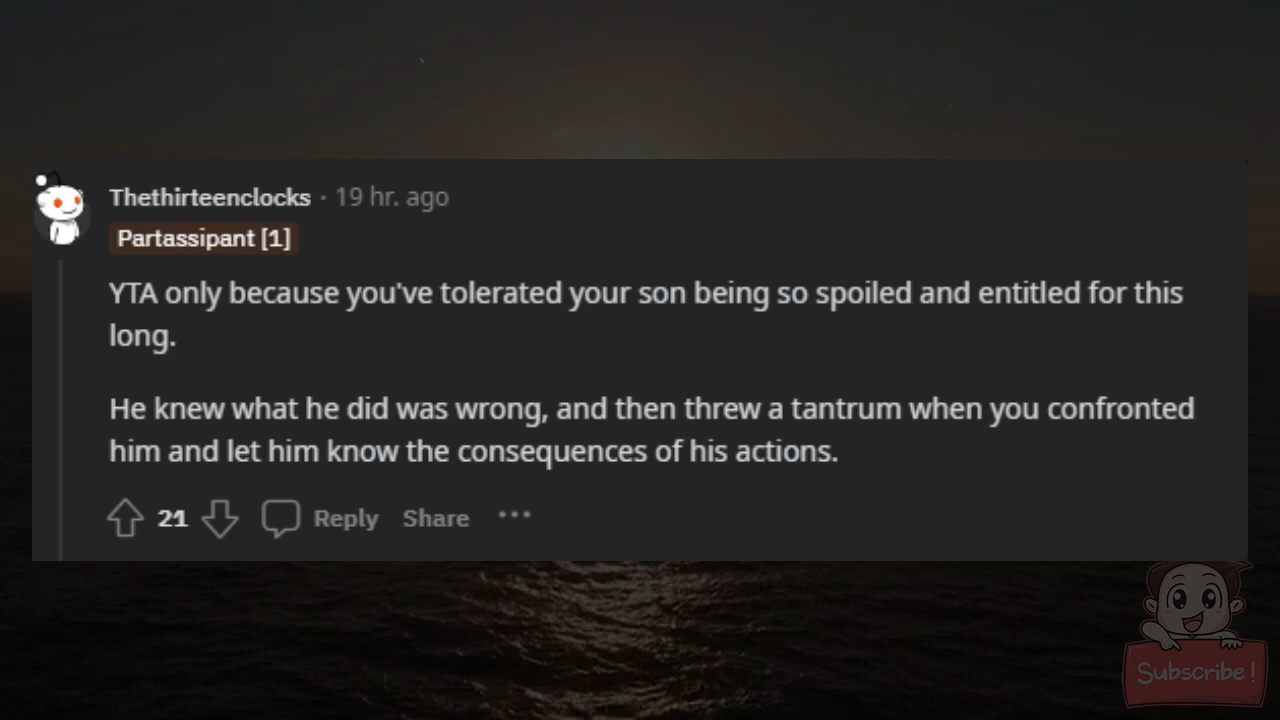 Thethirteenclocks · 19 hr. ago
Partassipant [1]
YTA only because you've tolerated your son being so spoiled and entitled for this
long.
He knew what he did was wrong, and then threw a tantrum when you confronted
him and let him know the consequences of his actions.
21 Reply Share ···
Subscribe!